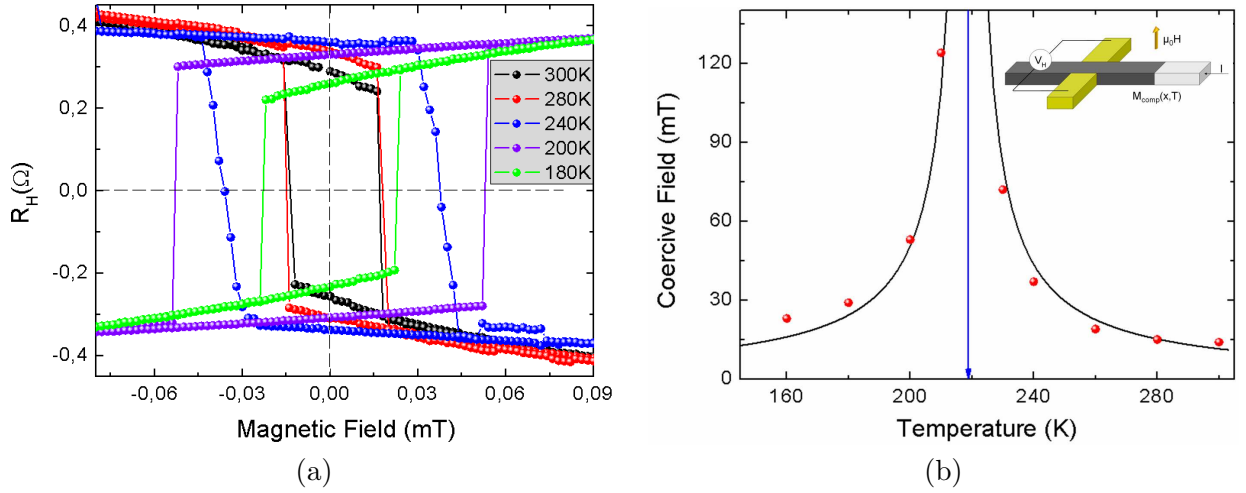 0,4
0,2
0,0
-0,2
-0,4
R_H(Ω)
300K
280K
240K
200K
180K
-0,06 -0,03 0,00 0,03 0,06 0,09
Magnetic Field (mT)
(a)
120
90
60
30
0
Coercive Field (mT)
V_H
μ₀H
I
M_comp(x,T)
160 200 240 280
Temperature (K)
(b)